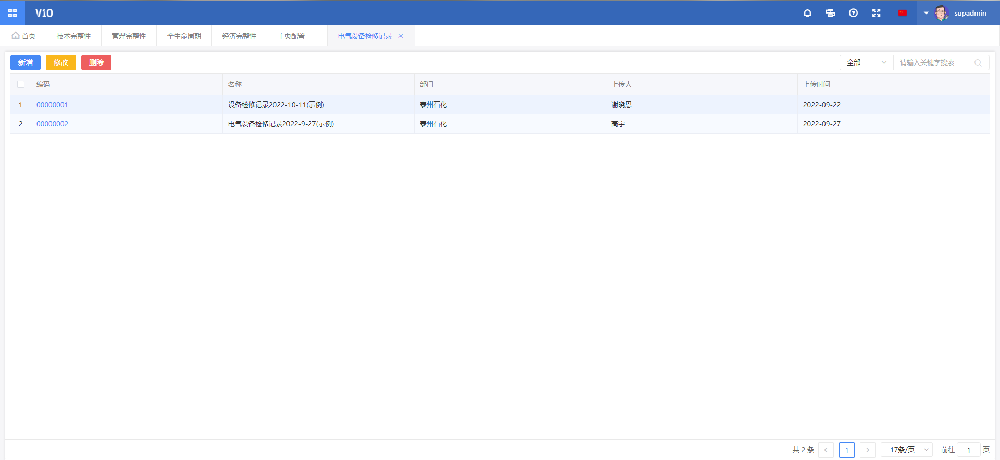 V10 supadmin
首页 技术完整性 管理完整性 全生命周期 经济完整性 主页配置 电气设备检修记录
新增 修改 删除 全部 请输入关键字搜索
编码 名称 部门 上传人 上传时间
1 00000001 设备检修记录2022-10-11(示例) 泰州石化 谢晓恩 2022-09-22
2 00000002 电气设备检修记录2022-9-27(示例) 泰州石化 高宇 2022-09-27
共 2 条 1 17条/页 前往 1 页